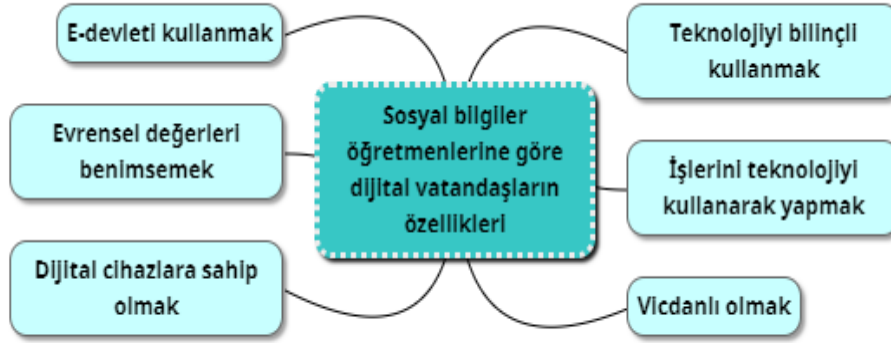 E-devleti kullanmak
Evrensel değerleri
benimsemek
Dijital cihazlara sahip
olmak
Sosyal bilgiler
öğretmenlerine göre
dijital vatandaşların
özellikleri
Teknolojiyi bilinçli
kullanmak
İşlerini teknolojiyi
kullanarak yapmak
Vicdanlı olmak